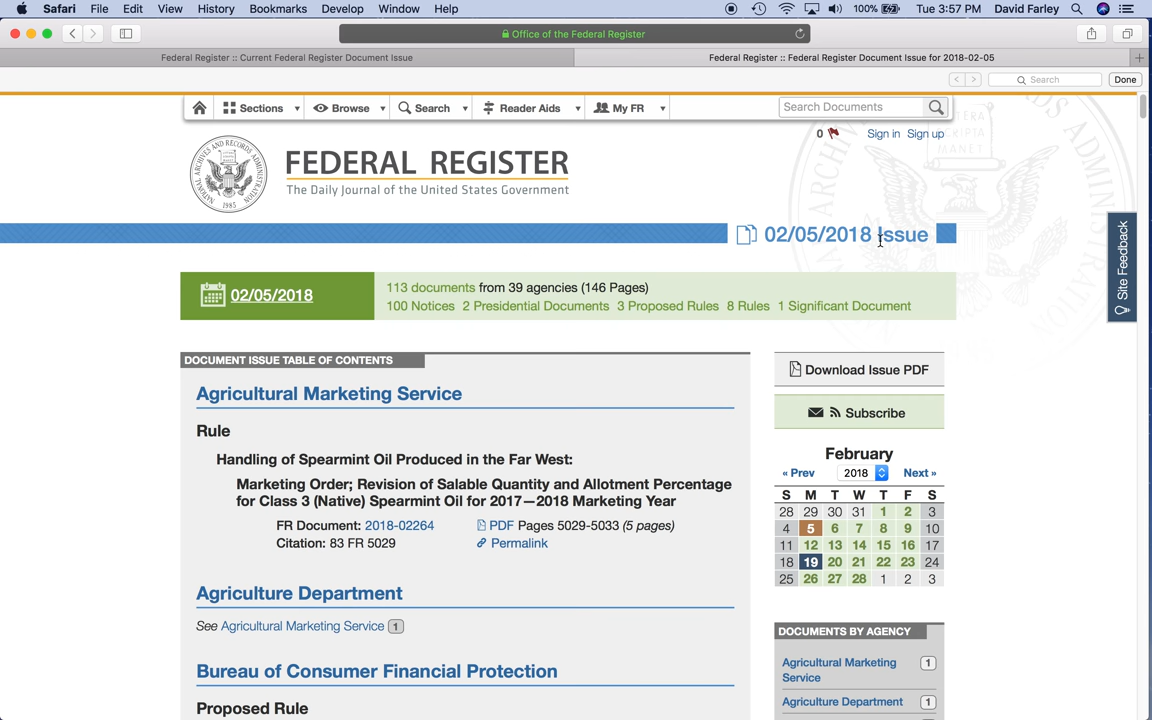 Safari File Edit View History Bookmarks Develop Window Help 100% Tue 3:57 PM David Farley
Office of the Federal Register
Federal Register :: Current Federal Register Document Issue
Federal Register :: Federal Register Document Issue for 2018-02-05
Search Done
Sections Browse Search Reader Aids My FR Search Documents
0 Sign in Sign up
LITTERA SCRIPTA MANET
NATIONAL ARCHIVES AND RECORDS ADMINISTRATION 1985
FEDERAL REGISTER
The Daily Journal of the United States Government
02/05/2018 Issue
Site Feedback
02/05/2018
113 documents from 39 agencies (146 Pages)
100 Notices 2 Presidential Documents 3 Proposed Rules 8 Rules 1 Significant Document
DOCUMENT ISSUE TABLE OF CONTENTS
Agricultural Marketing Service
Rule
Handling of Spearmint Oil Produced in the Far West:
Marketing Order; Revision of Salable Quantity and Allotment Percentage
for Class 3 (Native) Spearmint Oil for 2017—2018 Marketing Year
FR Document: 2018-02264 PDF Pages 5029-5033 (5 pages)
Citation: 83 FR 5029 Permalink
Agriculture Department
See Agricultural Marketing Service 1
Bureau of Consumer Financial Protection
Proposed Rule
Download Issue PDF
Subscribe
February
« Prev 2018 Next »
S M T W T F S
28 29 30 31 1 2 3
4 5 6 7 8 9 10
11 12 13 14 15 16 17
18 19 20 21 22 23 24
25 26 27 28 1 2 3
DOCUMENTS BY AGENCY
Agricultural Marketing 1
Service
Agriculture Department 1